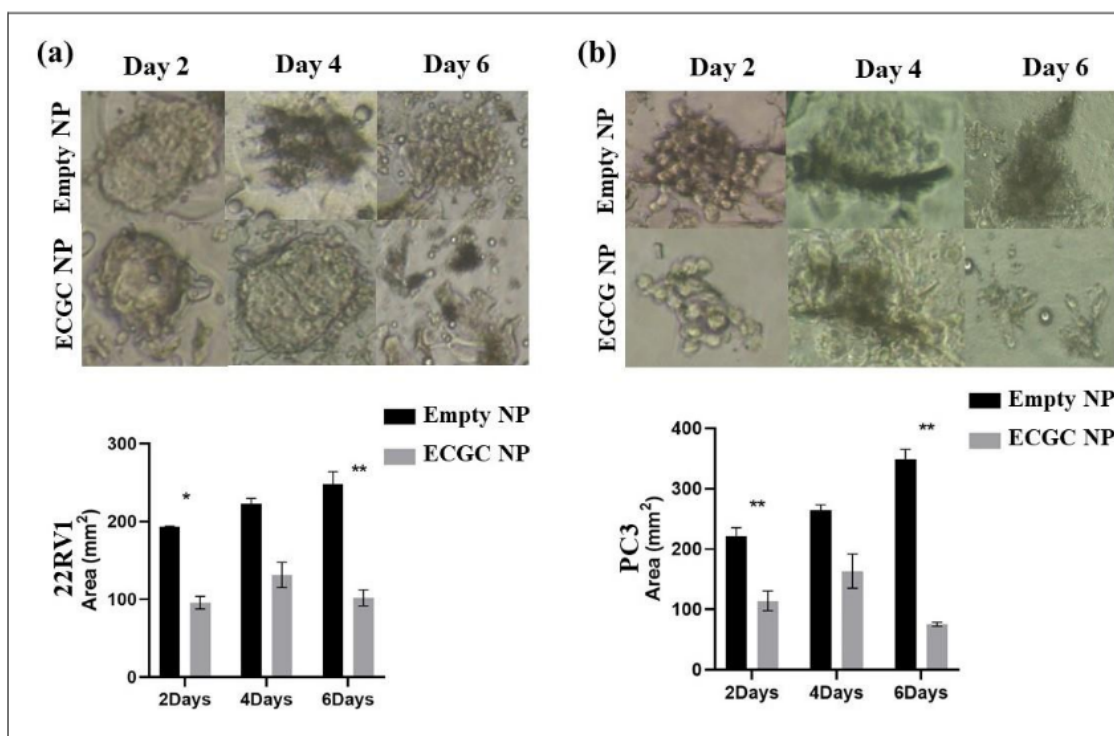 (a)
Day 2 Day 4 Day 6
Empty NP
ECGC NP
Empty NP
ECGC NP
300
200
100
0
22RV1
Area (mm²)
* **
2Days 4Days 6Days
(b)
Day 2 Day 4 Day 6
Empty NP
EGCG NP
Empty NP
ECGC NP
400
300
200
100
0
PC3
Area (mm²)
** **
2Days 4Days 6Days